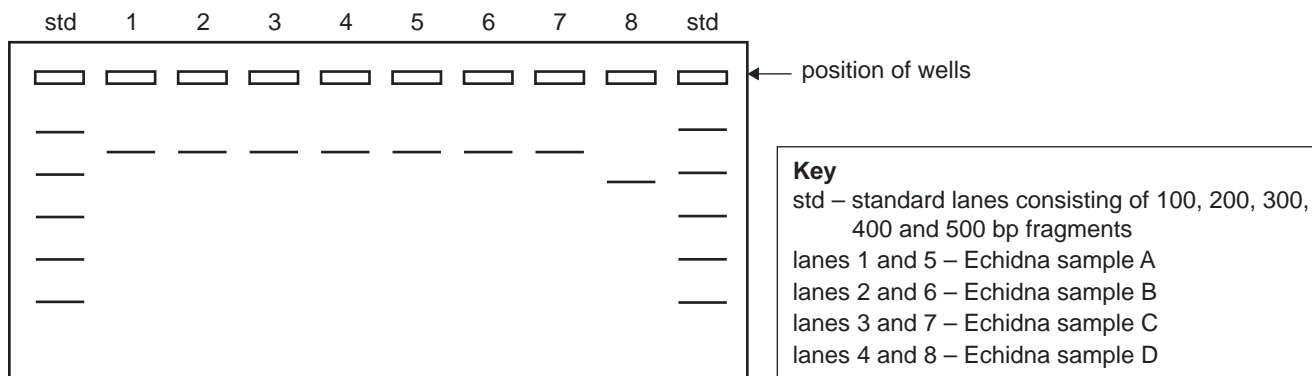 std 1 2 3 4 5 6 7 8 std
position of wells
Key
std – standard lanes consisting of 100, 200, 300,
400 and 500 bp fragments
lanes 1 and 5 – Echidna sample A
lanes 2 and 6 – Echidna sample B
lanes 3 and 7 – Echidna sample C
lanes 4 and 8 – Echidna sample D